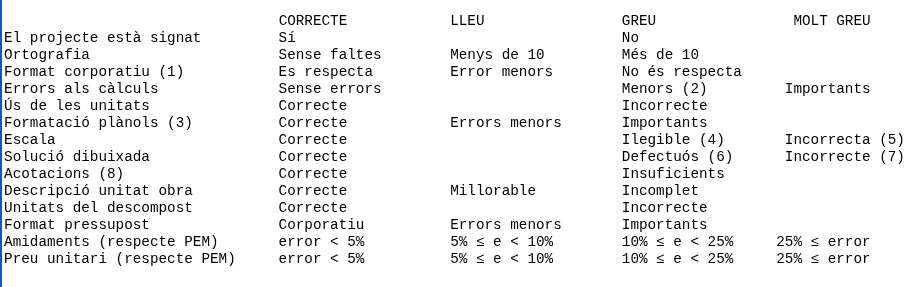 CORRECTE LLEU GREU MOLT GREU
El projecte està signat Sí No
Ortografia Sense faltes Menys de 10 Més de 10
Format corporatiu (1) Es respecta Error menors No és respecta
Errors als càlculs Sense errors Menors (2) Importants
Ús de les unitats Correcte Incorrecte
Formatació plànols (3) Correcte Errors menors Importants
Escala Correcte Ilegible (4) Incorrecta (5)
Solució dibuixada Correcte Defectuós (6) Incorrecte (7)
Acotacions (8) Correcte Insuficients
Descripció unitat obra Correcte Millorable Incomplet
Unitats del descompost Correcte Incorrecte
Format pressupost Corporatiu Errors menors Importants
Amidaments (respecte PEM) error < 5% 5% ≤ e < 10% 10% ≤ e < 25% 25% ≤ error
Preu unitari (respecte PEM) error < 5% 5% ≤ e < 10% 10% ≤ e < 25% 25% ≤ error